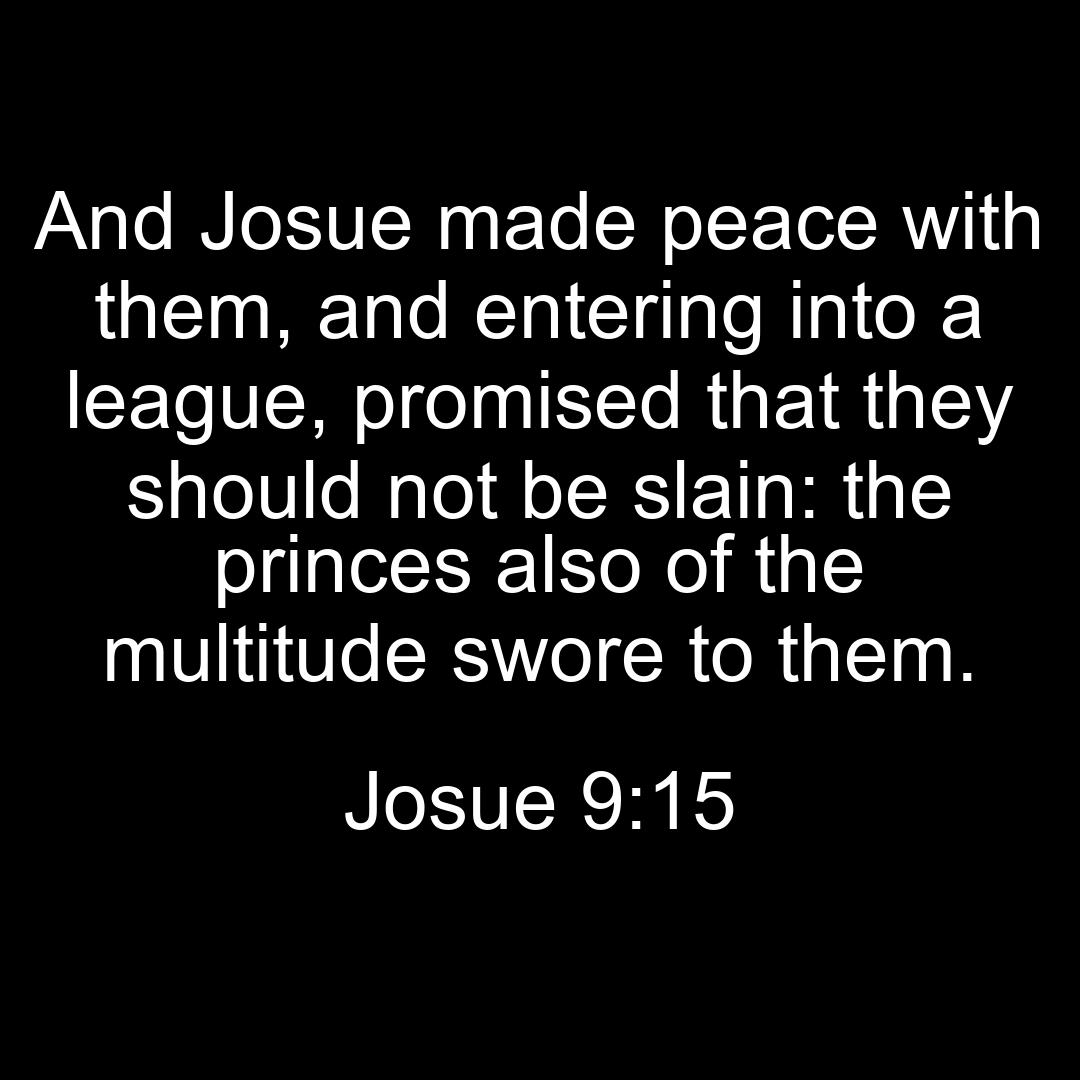 And Josue made peace with
them, and entering into a
league, promised that they
should not be slain: the
princes also of the
multitude swore to them.
Josue 9:15